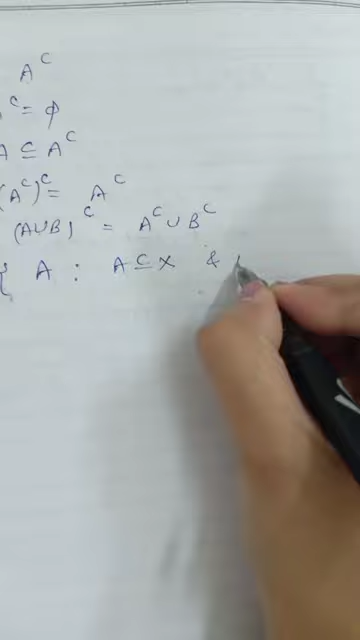 A^C
^C = φ
A ⊆ A^C
(A^C)^C = A^C
(A∪B)^C = A^C ∪ B^C
{ A : A ⊆ X &